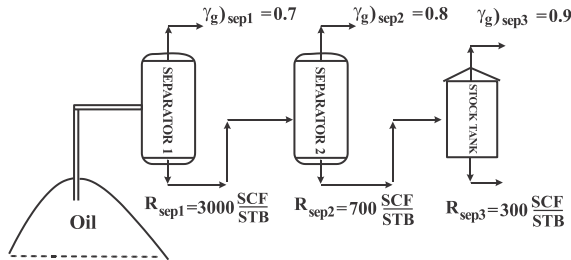 γg)sep1=0.7
γg)sep2=0.8
γg)sep3=0.9
SEPARATOR 1
SEPARATOR 2
STOCK TANK
Oil
Rsep1=3000 SCF/STB
Rsep2=700 SCF/STB
Rsep3=300 SCF/STB